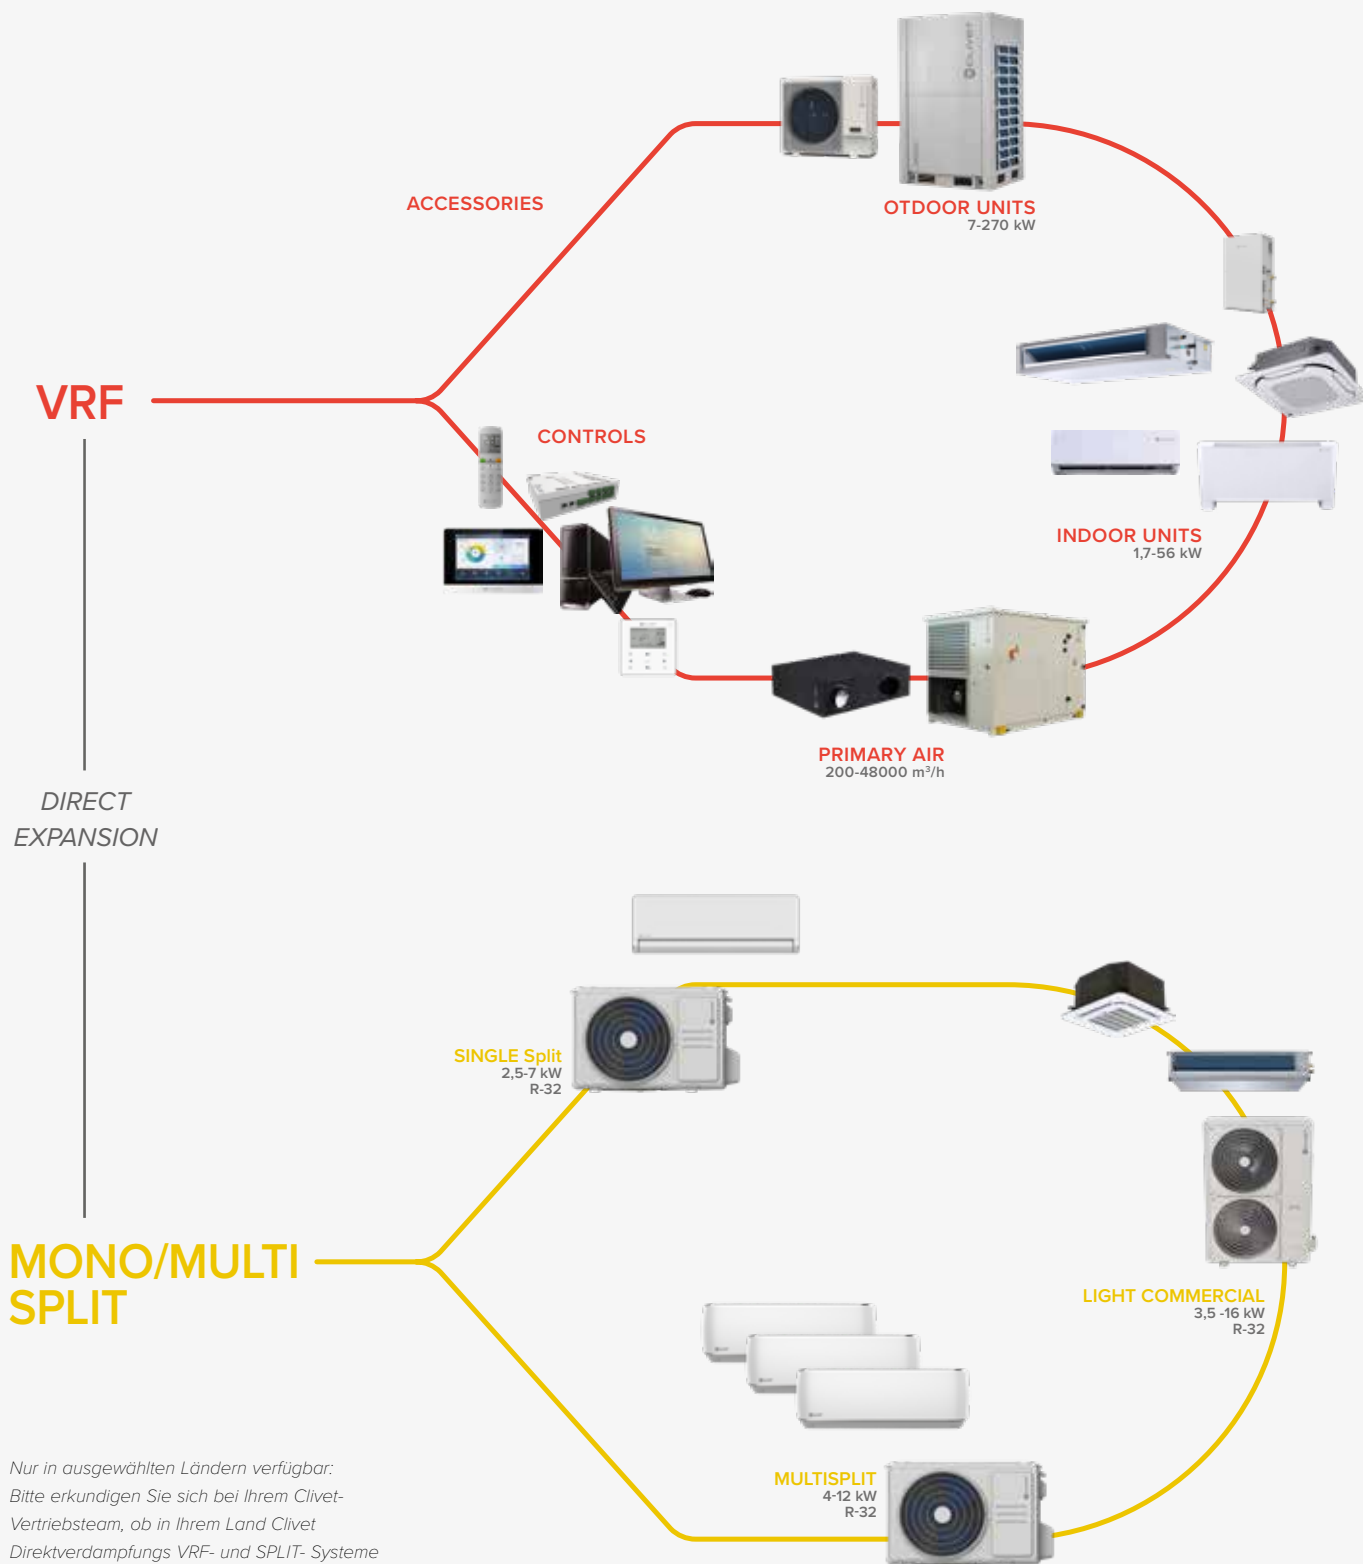 CLIVET
ACCESSORIES
OTDOOR UNITS
7-270 kW
VRF
CONTROLS
INDOOR UNITS
1,7-56 kW
PRIMARY AIR
200-48000 m³/h
DIRECT
EXPANSION
SINGLE Split
2,5-7 kW
R-32
MONO/MULTI
SPLIT
LIGHT COMMERCIAL
3,5 -16 kW
R-32
MULTISPLIT
4-12 kW
R-32
Nur in ausgewählten Ländern verfügbar:
Bitte erkundigen Sie sich bei Ihrem Clivet-
Vertriebsteam, ob in Ihrem Land Clivet
Direktverdampfungs VRF- und SPLIT- Systeme